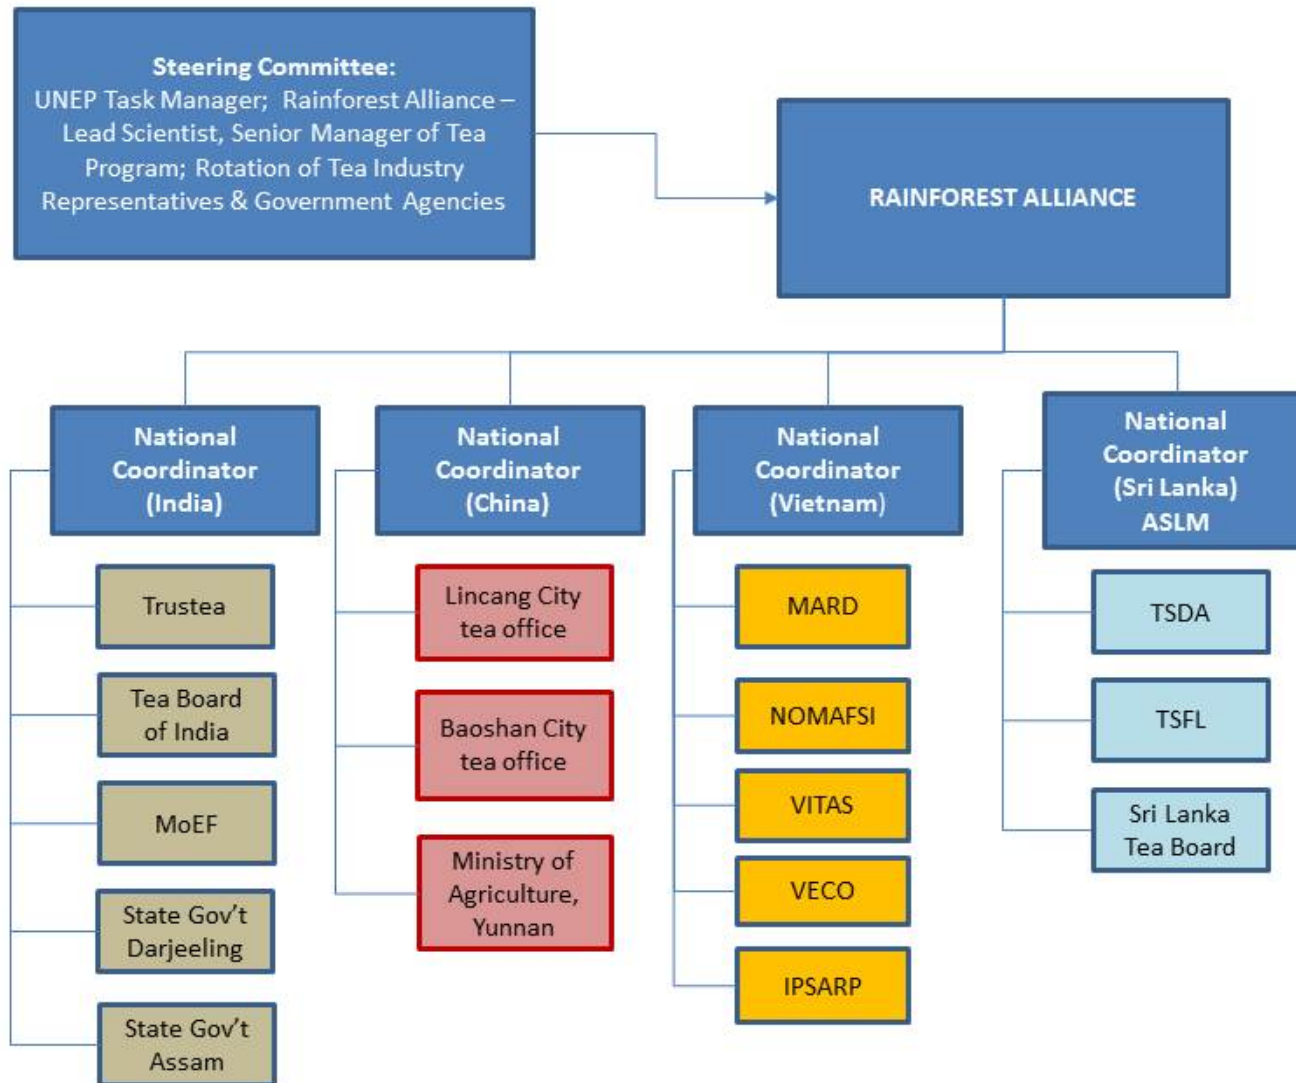 Steering Committee:
UNEP Task Manager; Rainforest Alliance –
Lead Scientist, Senior Manager of Tea
Program; Rotation of Tea Industry
Representatives & Government Agencies
RAINFOREST ALLIANCE
National
Coordinator
(India)
Trustea
Tea Board
of India
MoEF
State Gov’t
Darjeeling
State Gov’t
Assam
National
Coordinator
(China)
Lincang City
tea office
Baoshan City
tea office
Ministry of
Agriculture,
Yunnan
National
Coordinator
(Vietnam)
MARD
NOMAFSI
VITAS
VECO
IPSARP
National
Coordinator
(Sri Lanka)
ASLM
TSDA
TSFL
Sri Lanka
Tea Board